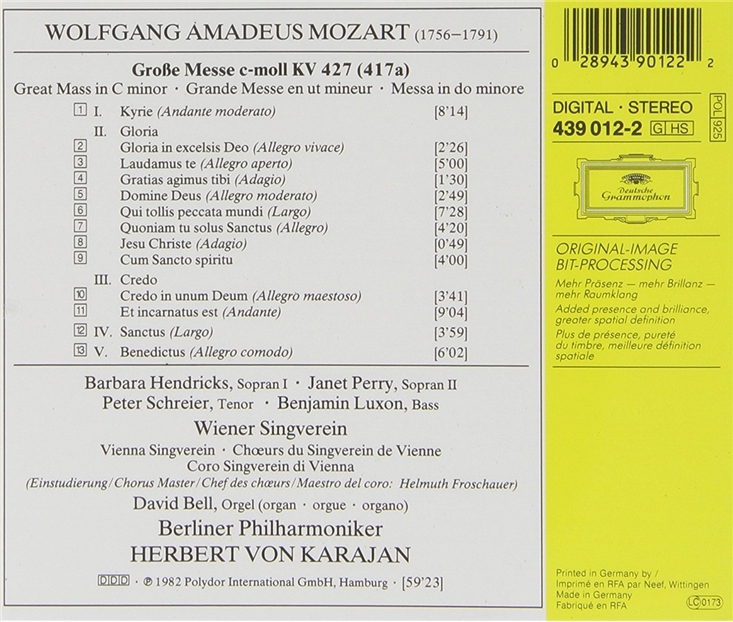 WOLFGANG AMADEUS MOZART (1756–1791)
Große Messe c-moll KV 427 (417a)
Great Mass in C minor · Grande Messe en ut mineur · Messa in do minore
1 I. Kyrie (Andante moderato) [8'14]
II. Gloria
2 Gloria in excelsis Deo (Allegro vivace) [2'26]
3 Laudamus te (Allegro aperto) [5'00]
4 Gratias agimus tibi (Adagio) [1'30]
5 Domine Deus (Allegro moderato) [2'49]
6 Qui tollis peccata mundi (Largo) [7'28]
7 Quoniam tu solus Sanctus (Allegro) [4'20]
8 Jesu Christe (Adagio) [0'49]
9 Cum Sancto spiritu [4'00]
III. Credo
10 Credo in unum Deum (Allegro maestoso) [3'41]
11 Et incarnatus est (Andante) [9'04]
12 IV. Sanctus (Largo) [3'59]
13 V. Benedictus (Allegro comodo) [6'02]
Barbara Hendricks, Sopran I · Janet Perry, Sopran II
Peter Schreier, Tenor · Benjamin Luxon, Bass
Wiener Singverein
Vienna Singverein · Chœurs du Singverein de Vienne
Coro Singverein di Vienna
(Einstudierung/Chorus Master/Chef des chœurs/Maestro del coro: Helmuth Froschauer)
David Bell, Orgel (organ · orgue · organo)
Berliner Philharmoniker
HERBERT VON KARAJAN
DDD · ℗ 1982 Polydor International GmbH, Hamburg · [59'23]
0 28943 90122 2
DIGITAL · STEREO
439 012-2 G HS
POL 925
Deutsche
Grammophon
ORIGINAL-IMAGE
BIT-PROCESSING
Mehr Präsenz – mehr Brillanz –
mehr Raumklang
Added presence and brilliance,
greater spatial definition
Plus de présence, pureté
du timbre, meilleure définition
spatiale
Printed in Germany by /
Imprimé en RFA par Neef, Wittingen
Made in Germany
Fabriqué en RFA
LC 0173